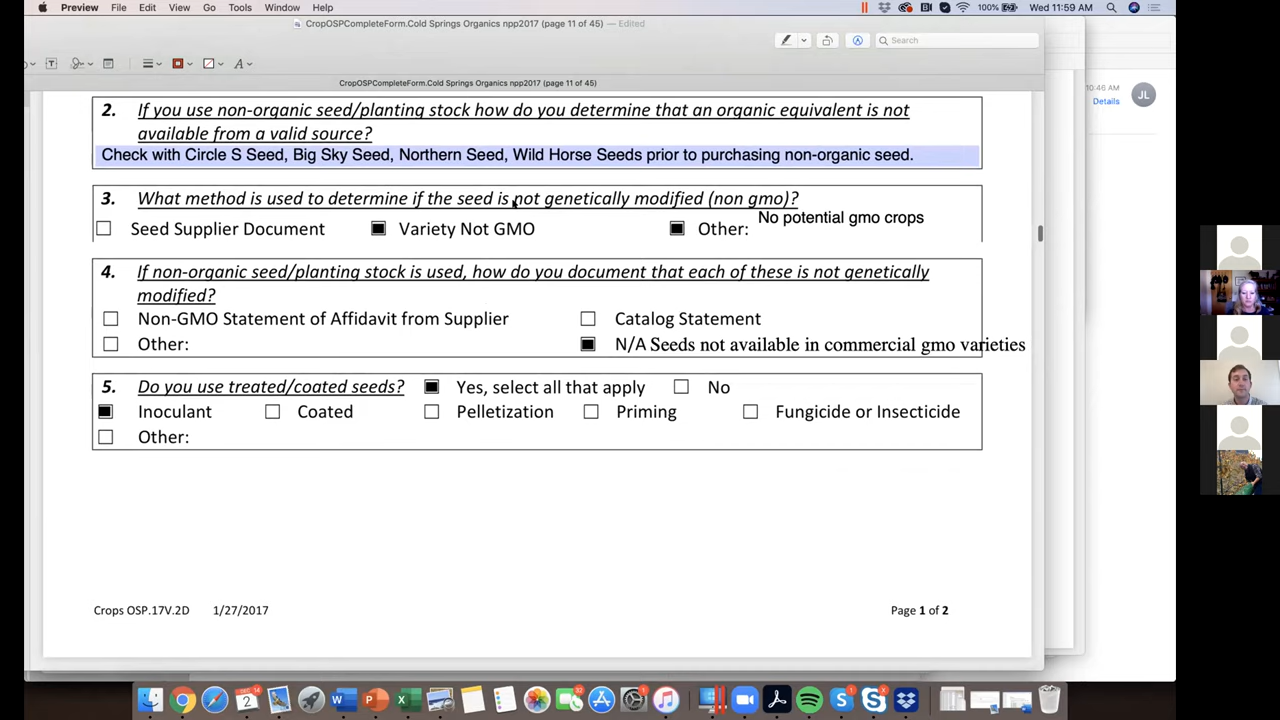 Preview File Edit View Go Tools Window Help 100% Wed 11:59 AM
CropOSPCompleteForm.Cold Springs Organics npp2017 (page 11 of 45) — Edited
Search
CropOSPCompleteForm.Cold Springs Organics npp2017 (page 11 of 45)
10:46 AM
Details
JL
2. If you use non-organic seed/planting stock how do you determine that an organic equivalent is not
available from a valid source?
Check with Circle S Seed, Big Sky Seed, Northern Seed, Wild Horse Seeds prior to purchasing non-organic seed.
3. What method is used to determine if the seed is not genetically modified (non gmo)?
Seed Supplier Document Variety Not GMO Other: No potential gmo crops
4. If non-organic seed/planting stock is used, how do you document that each of these is not genetically
modified?
Non-GMO Statement of Affidavit from Supplier Catalog Statement
Other: N/A Seeds not available in commercial gmo varieties
5. Do you use treated/coated seeds? Yes, select all that apply No
Inoculant Coated Pelletization Priming Fungicide or Insecticide
Other:
Crops OSP.17V.2D 1/27/2017 Page 1 of 2